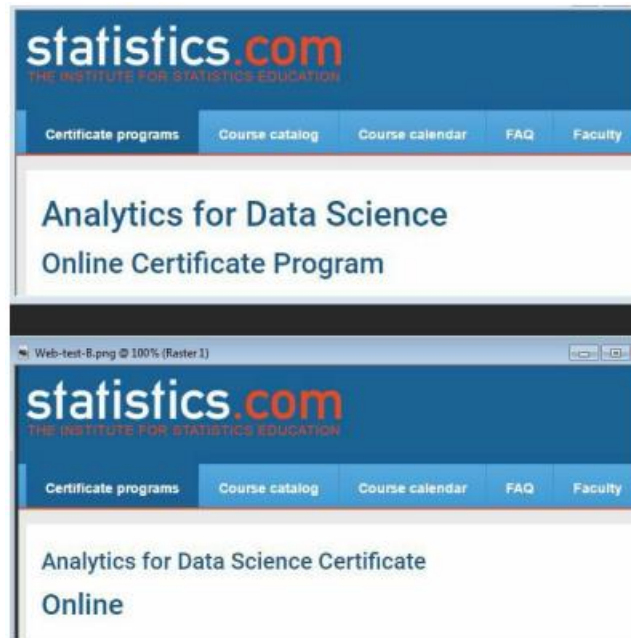 statistics.com
THE INSTITUTE FOR STATISTICS EDUCATION
Certificate programs Course catalog Course calendar FAQ Faculty
Analytics for Data Science
Online Certificate Program
Web-test-B.png @ 100% (Raster 1)
statistics.com
THE INSTITUTE FOR STATISTICS EDUCATION
Certificate programs Course catalog Course calendar FAQ Faculty
Analytics for Data Science Certificate
Online